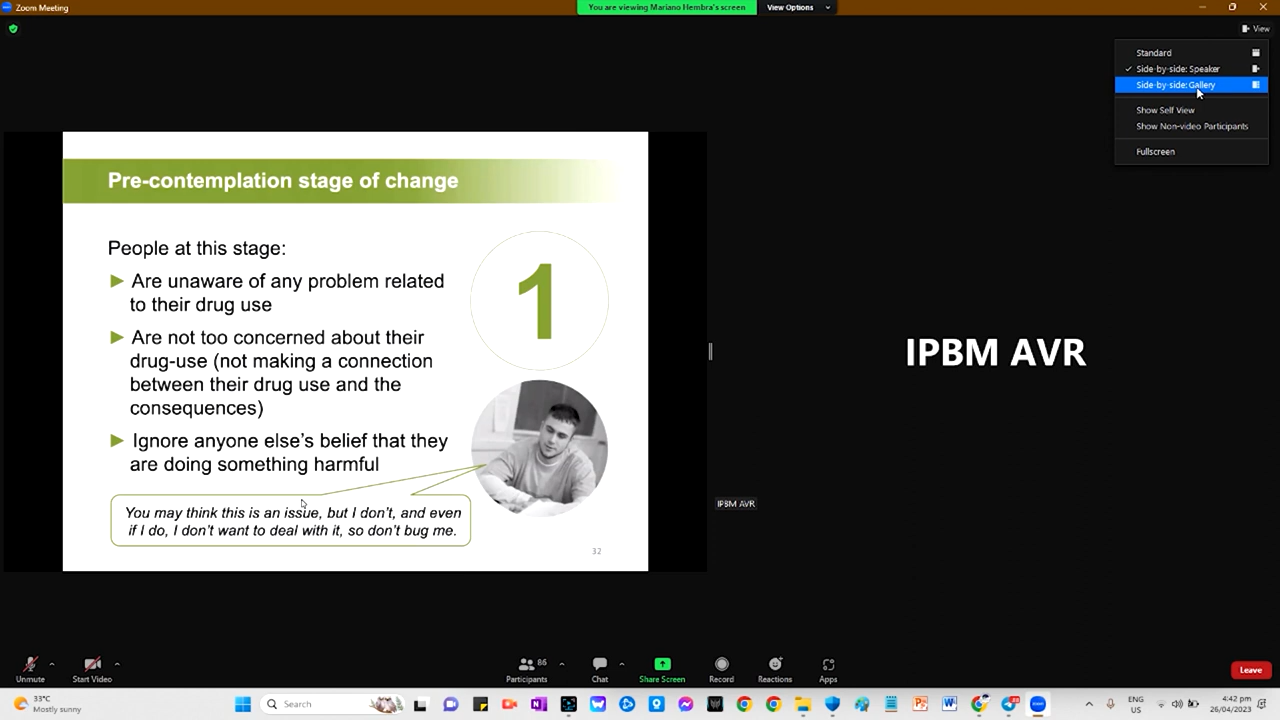 Zoom Meeting
You are viewing Mariano Hembra's screen
View Options
View
Standard
Side-by-side: Speaker
Side-by-side: Gallery
Show Self View
Show Non-video Participants
Fullscreen
Pre-contemplation stage of change
People at this stage:
Are unaware of any problem related
to their drug use
Are not too concerned about their
drug-use (not making a connection
between their drug use and the
consequences)
Ignore anyone else's belief that they
are doing something harmful
You may think this is an issue, but I don't, and even
if I do, I don't want to deal with it, so don't bug me.
1
32
IPBM AVR
IPBM AVR
Unmute
Start Video
86
Participants
Chat
Share Screen
Record
Reactions
Apps
Leave
33°C
Mostly sunny
Search
ENG
US
4:42 pm
26/04/2023